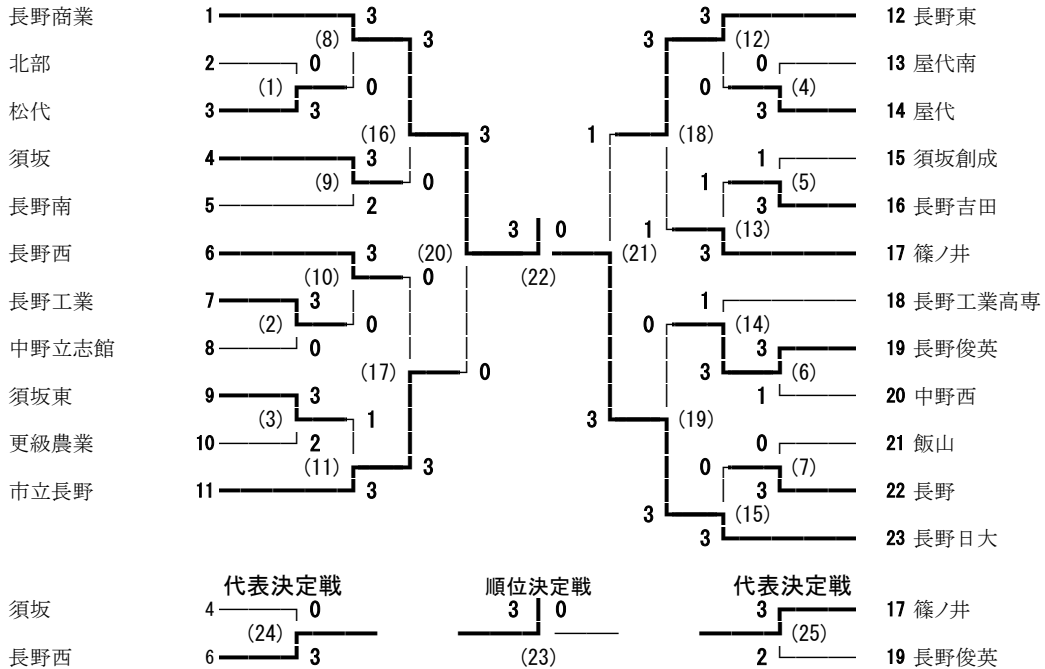 長野商業 1 3 3 12 長野東
(8) 3 3 (12)
北部 2 0 0 13 屋代南
(1) 0 0 (4)
松代 3 3 3 14 屋代
(16) 3 1 (18)
須坂 4 3 1 15 須坂創成
(9) 0 1 (5)
長野南 5 2 3 16 長野吉田
3 0 1 (13)
長野西 6 3 (20) (22) (21) 3 17 篠ノ井
(10) 0
長野工業 7 3 1 18 長野工業高専
(2) 0 0 (14)
中野立志館 8 0 3 19 長野俊英
(17) 0 3 (6)
須坂東 9 3 1 20 中野西
(3) 1 3 (19)
更級農業 10 2 0 21 飯山
(11) 3 0 (7)
市立長野 11 3 3 22 長野
3 (15)
3 23 長野日大
代表決定戦 順位決定戦 代表決定戦
須坂 4 0 3 0 3 17 篠ノ井
(24) (23) (25)
長野西 6 3 2 19 長野俊英